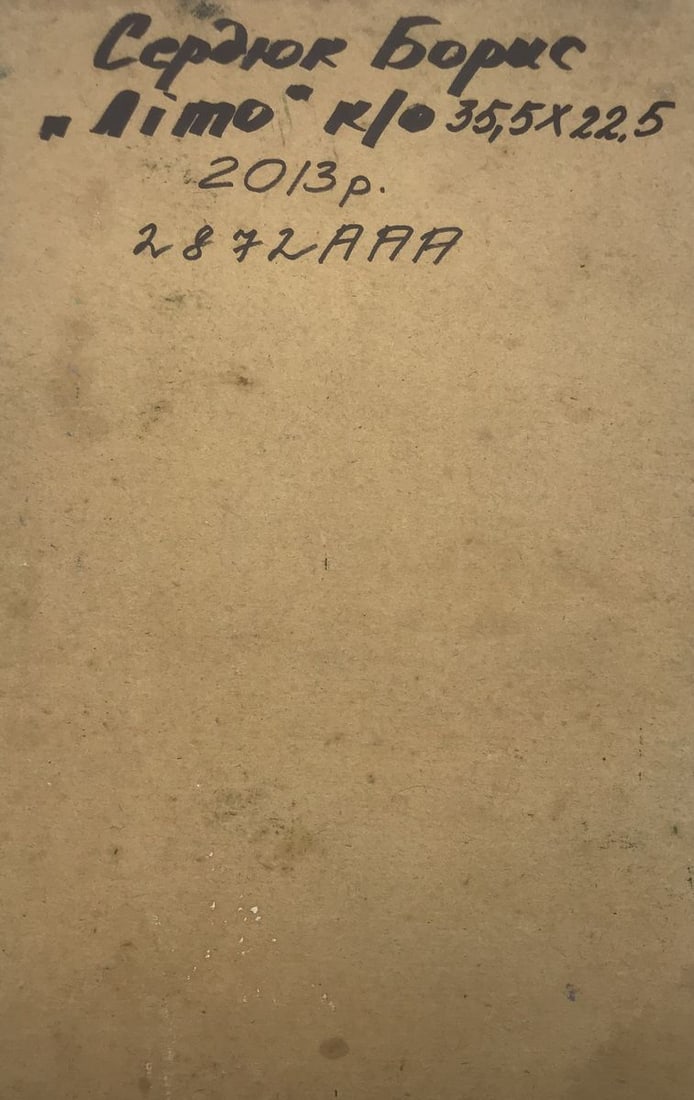 Сердюк Борис
„Літо" к/о 35,5х22.5
2013р.
2872ААА